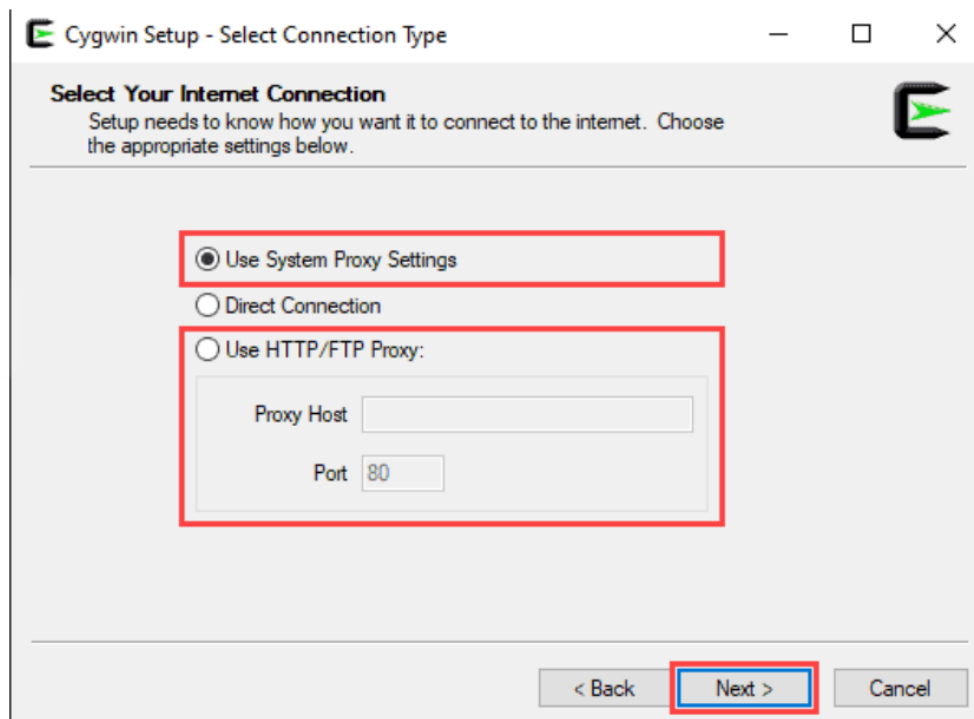 Cygwin Setup - Select Connection Type
Select Your Internet Connection
Setup needs to know how you want it to connect to the internet. Choose
the appropriate settings below.
Use System Proxy Settings
Direct Connection
Use HTTP/FTP Proxy:
Proxy Host
Port 80
< Back Next > Cancel